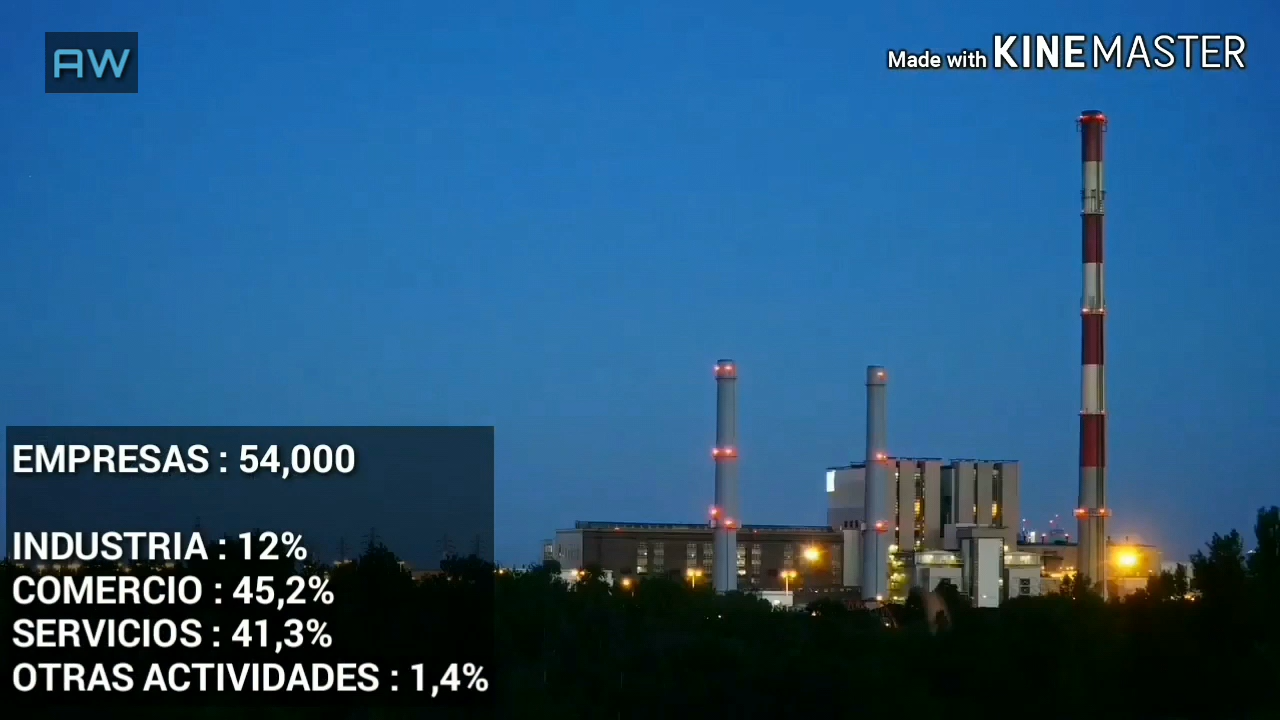 AW
Made with KINEMASTER
EMPRESAS : 54,000
INDUSTRIA : 12%
COMERCIO : 45,2%
SERVICIOS : 41,3%
OTRAS ACTIVIDADES : 1,4%